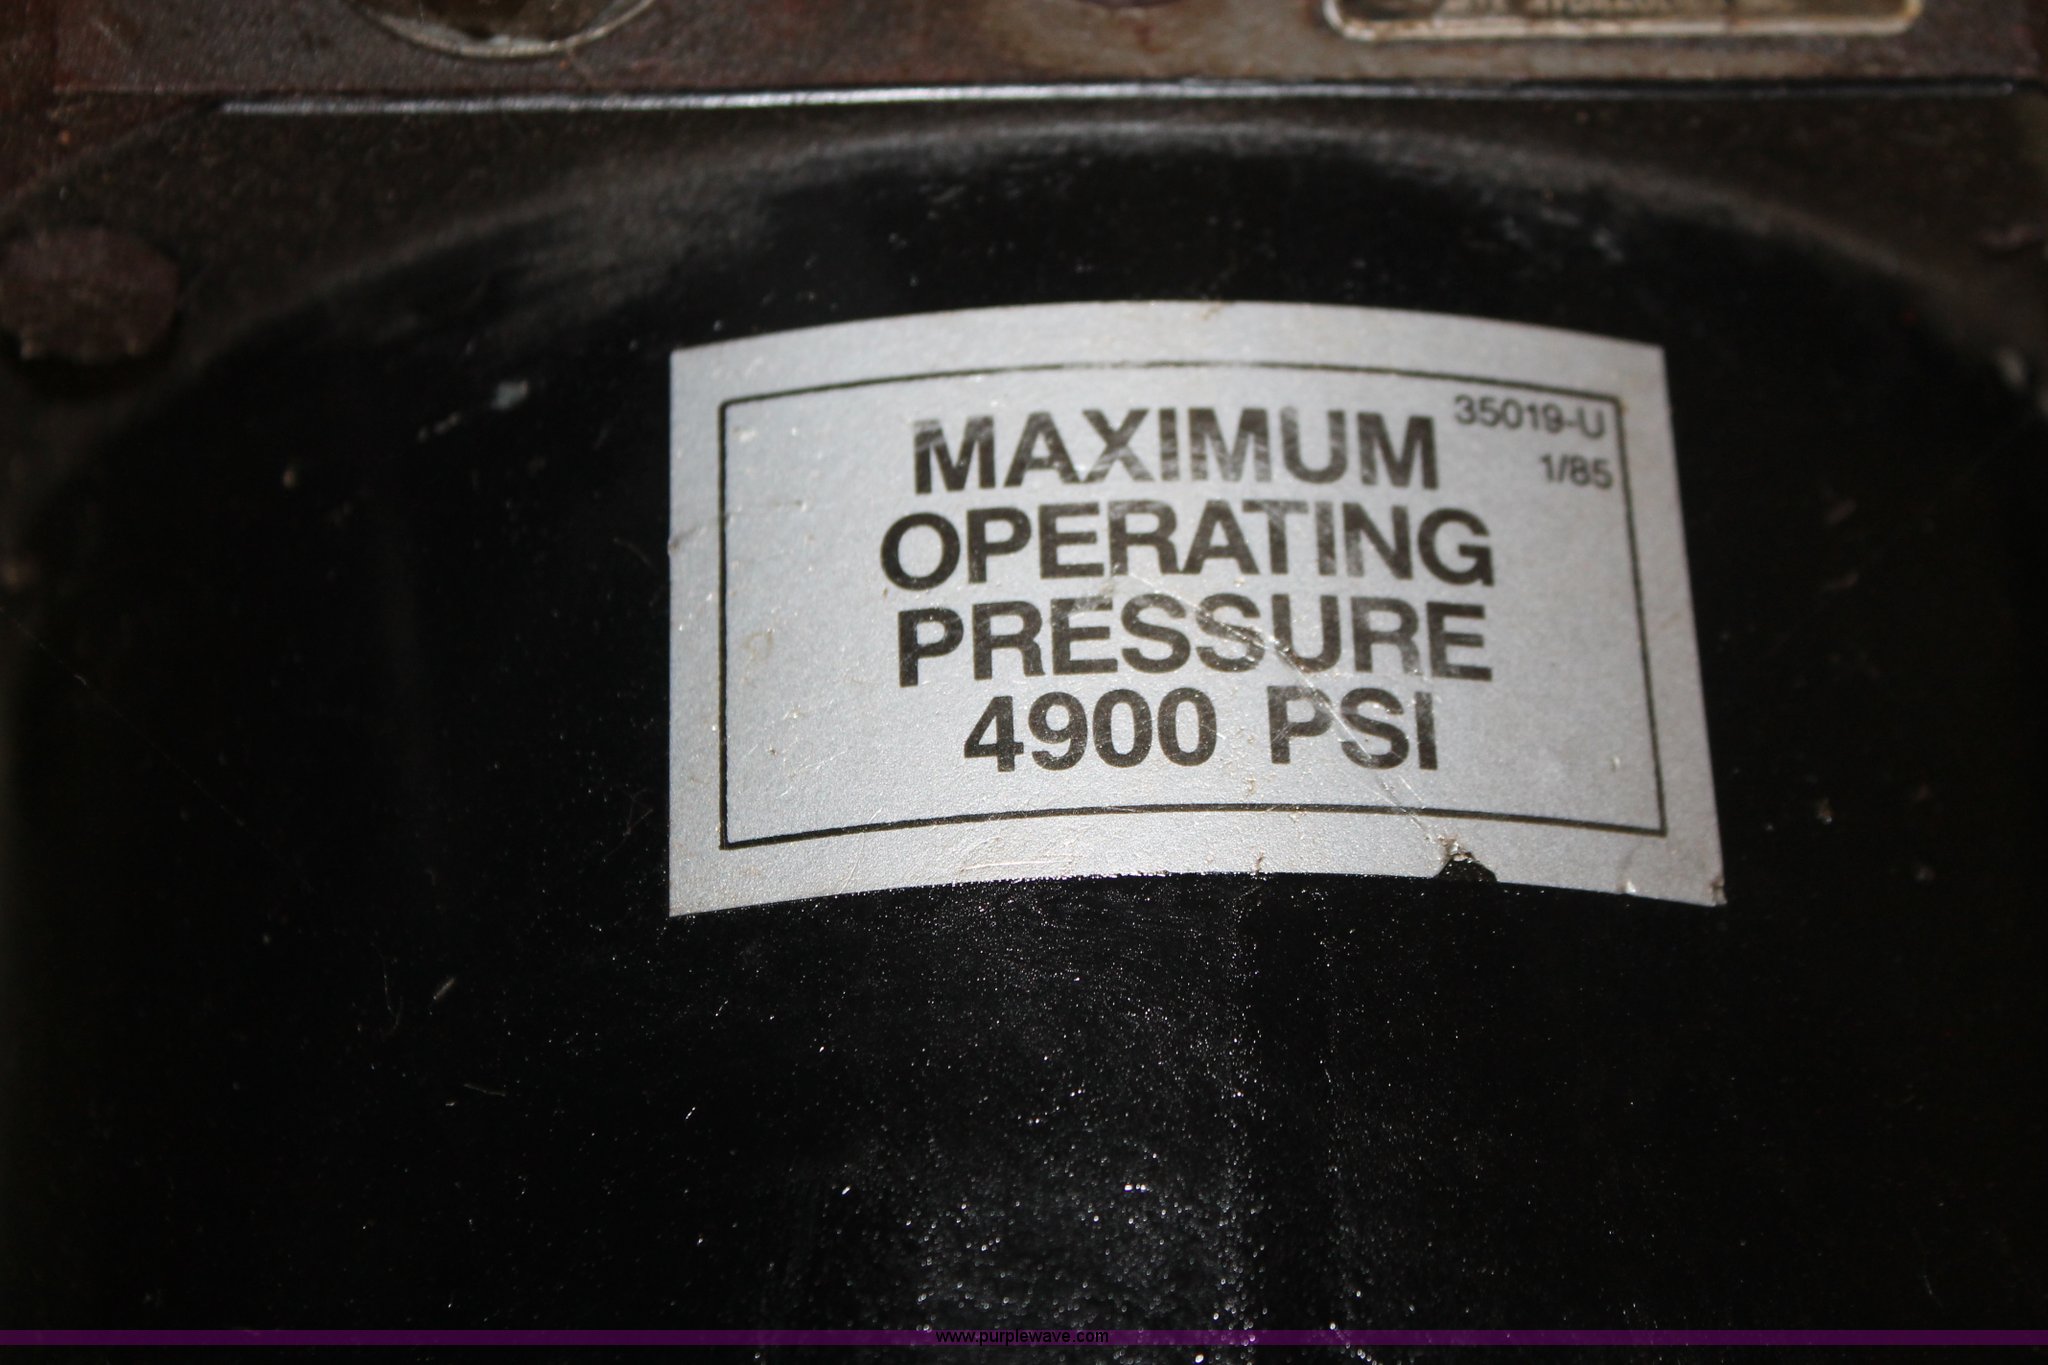 MAXIMUM
35019-U
1/85
OPERATING
PRESSURE
4900 PSI
www.purplewave.com